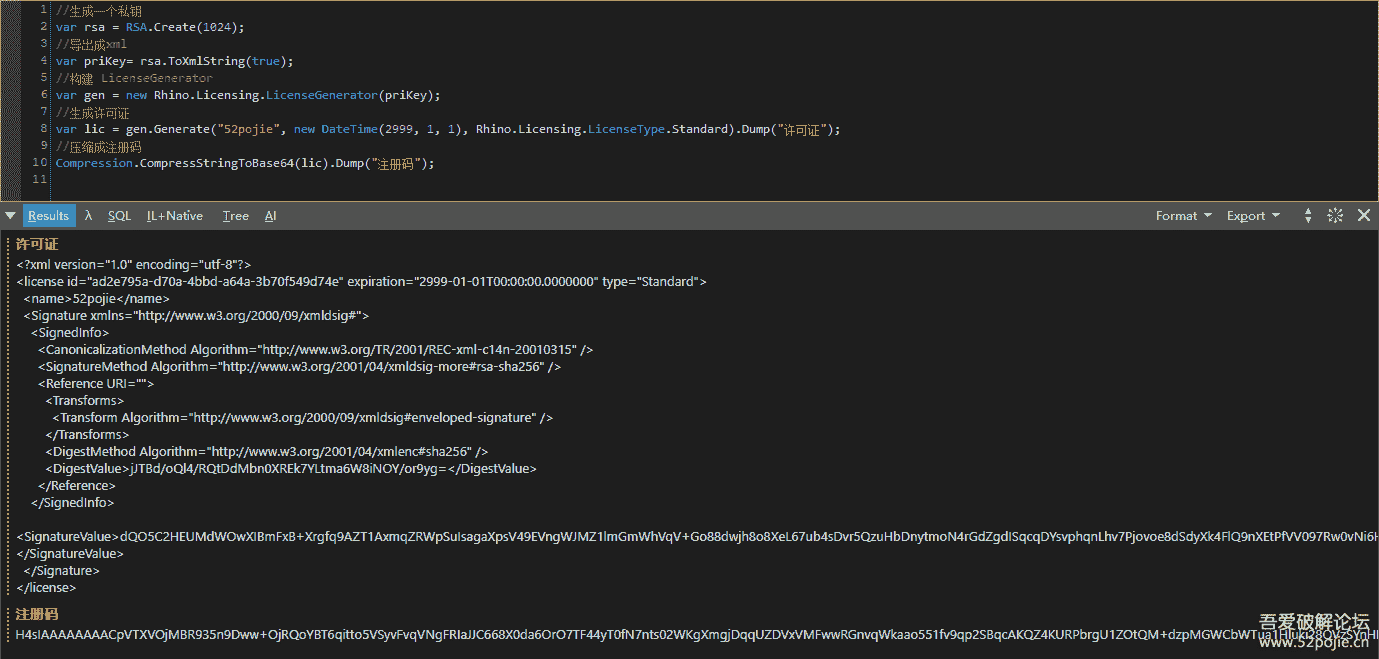 1 //生成一个私钥
2 var rsa = RSA.Create(1024);
3 //导出成xml
4 var priKey= rsa.ToXmlString(true);
5 //构建 LicenseGenerator
6 var gen = new Rhino.Licensing.LicenseGenerator(priKey);
7 //生成许可证
8 var lic = gen.Generate("52pojie", new DateTime(2999, 1, 1), Rhino.Licensing.LicenseType.Standard).Dump("许可证");
9 //压缩成注册码
10 Compression.CompressStringToBase64(lic).Dump("注册码");
11
Results λ SQL IL+Native Tree AI Format Export
许可证
<?xml version="1.0" encoding="utf-8"?>
<license id="ad2e795a-d70a-4bbd-a64a-3b70f549d74e" expiration="2999-01-01T00:00:00.0000000" type="Standard">
<name>52pojie</name>
<Signature xmlns="http://www.w3.org/2000/09/xmldsig#">
<SignedInfo>
<CanonicalizationMethod Algorithm="http://www.w3.org/TR/2001/REC-xml-c14n-20010315" />
<SignatureMethod Algorithm="http://www.w3.org/2001/04/xmldsig-more#rsa-sha256" />
<Reference URI="">
<Transforms>
<Transform Algorithm="http://www.w3.org/2000/09/xmldsig#enveloped-signature" />
</Transforms>
<DigestMethod Algorithm="http://www.w3.org/2001/04/xmlenc#sha256" />
<DigestValue>jJTBd/oQl4/RQtDdMbn0XREk7YLtma6W8iNOY/or9yg=</DigestValue>
</Reference>
</SignedInfo>
<SignatureValue>dQO5C2HEUMdWOwXIBmFxB+Xrgfq9AZT1AxmqZRWpSuIsagaXpsV49EVngWJMZ1lmGmWhVqV+Go88dwjh8o8XeL67ub4sDvr5QzuHbDnytmoN4rGdZgdISqcqDYsvphqnLhv7Pjovoe8dSdyXk4FlQ9nXEtPfVV097Rw0vNi6H
</SignatureValue>
</Signature>
</license>
注册码
H4sIAAAAAAAACpVTXVOjMBR935n9Dww+OjRQoYBT6qitto5VSyvFvqVNgFRIaJJC668X0da6OrO7TF44yT0fN7nts02WKgXmgjDqqUZDVxVMFwwRGnvqWkaao551fv9qp2SBqcAKQZ4KURPbrgU1ZOtQM+dzpMGWCbWTua1Hluki28QVzSYnHI
吾爱破解论坛
www.52pojie.cn